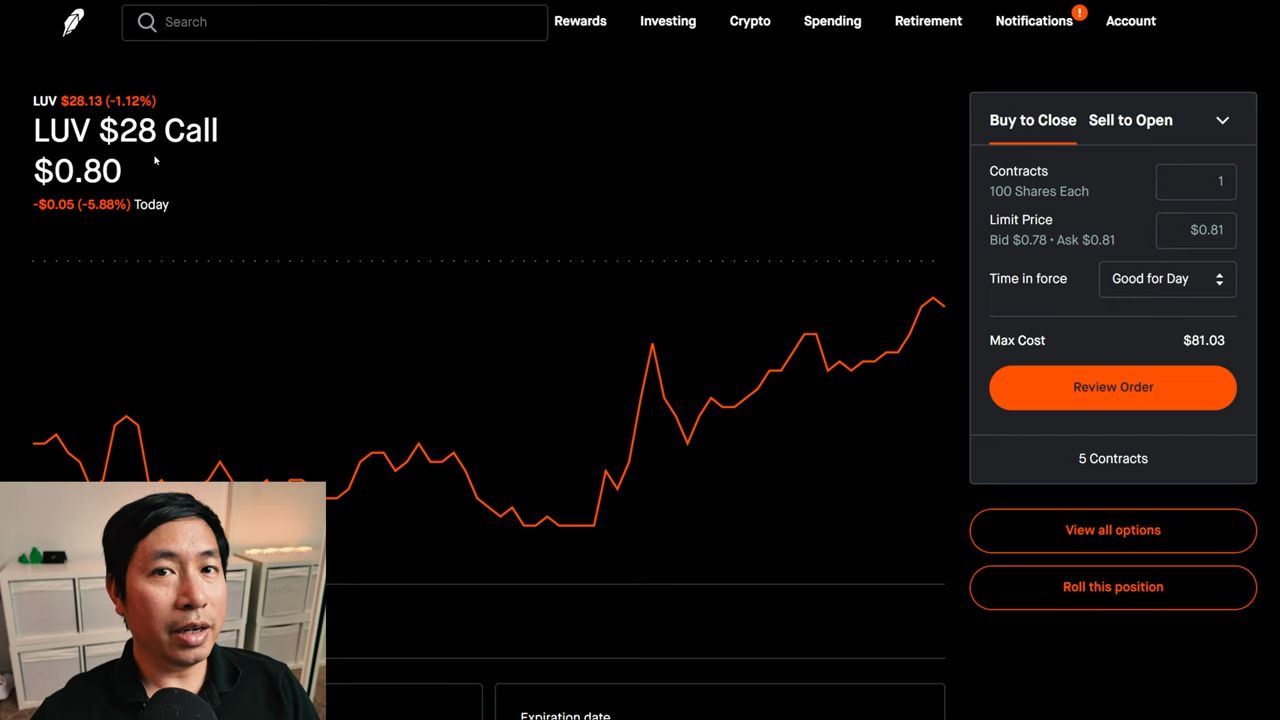 Search
Rewards
Investing
Crypto
Spending
Retirement
Notifications
!
Account
LUV $28.13 (-1.12%)
LUV $28 Call
$0.80
-$0.05 (-5.88%) Today
Buy to Close
Sell to Open
Contracts
1
100 Shares Each
Limit Price
$0.81
Bid $0.78 • Ask $0.81
Time in force
Good for Day
Max Cost
$81.03
Review Order
5 Contracts
View all options
Roll this position
Expiration date